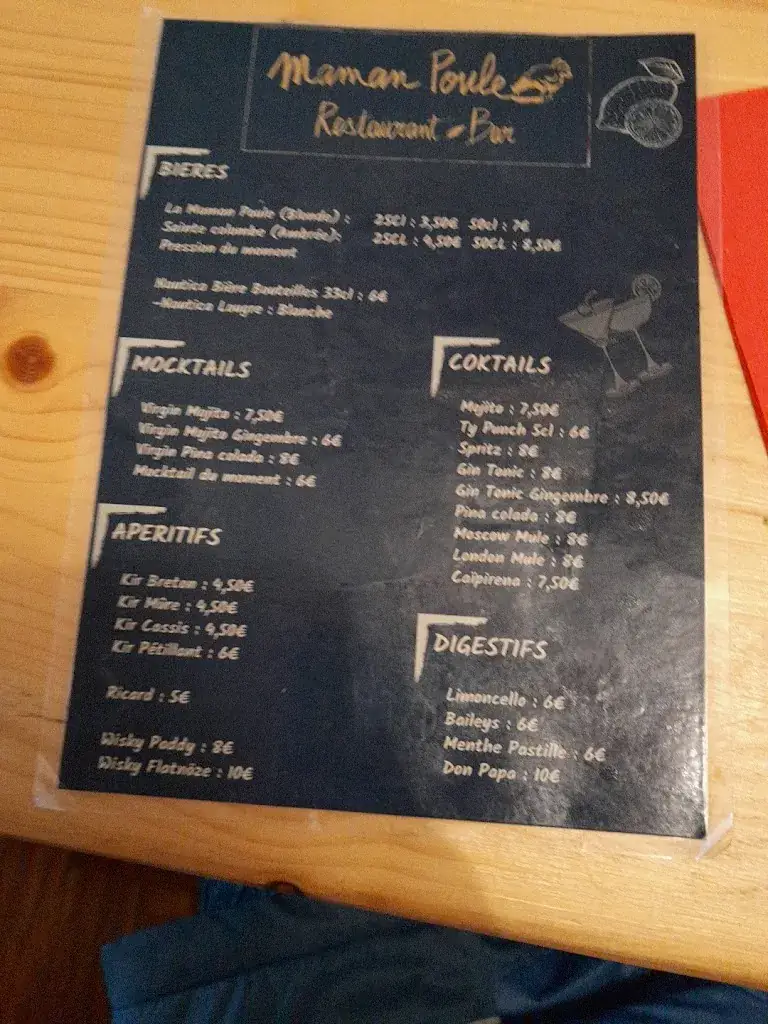 Maman Poule
Restaurant - Bar
BIERES
La Maman Poule (Blonde) : 25Cl : 3,50€ 50cl : 7€
Sainte colombe (Ambrée): 25CL : 4,50€ 50CL : 8,50€
Pression du moment
Nautica Bière Bouteilles 33cl : 6€
-Nautica Lougre : Blanche
MOCKTAILS
Virgin Mojito : 7,50€
Virgin Mojito Gingembre : 6€
Virgin Pina colada : 8€
Mocktail du moment : 6€
APERITIFS
Kir Breton : 4,50€
Kir Mûre : 4,50€
Kir Cassis : 4,50€
Kir Pétillant : 6€
Ricard : 5€
Wisky Paddy : 8€
Wisky Flatnöze : 10€
COKTAILS
Mojito : 7,50€
Ty Punch 5cl : 6€
Spritz : 8€
Gin Tonic : 8€
Gin Tonic Gingembre : 8,50€
Pina colada : 8€
Moscow Mule : 8€
London Mule : 8€
Caïpirena : 7,50€
DIGESTIFS
Limoncello : 6€
Baileys : 6€
Menthe Pastille : 6€
Don Papa : 10€